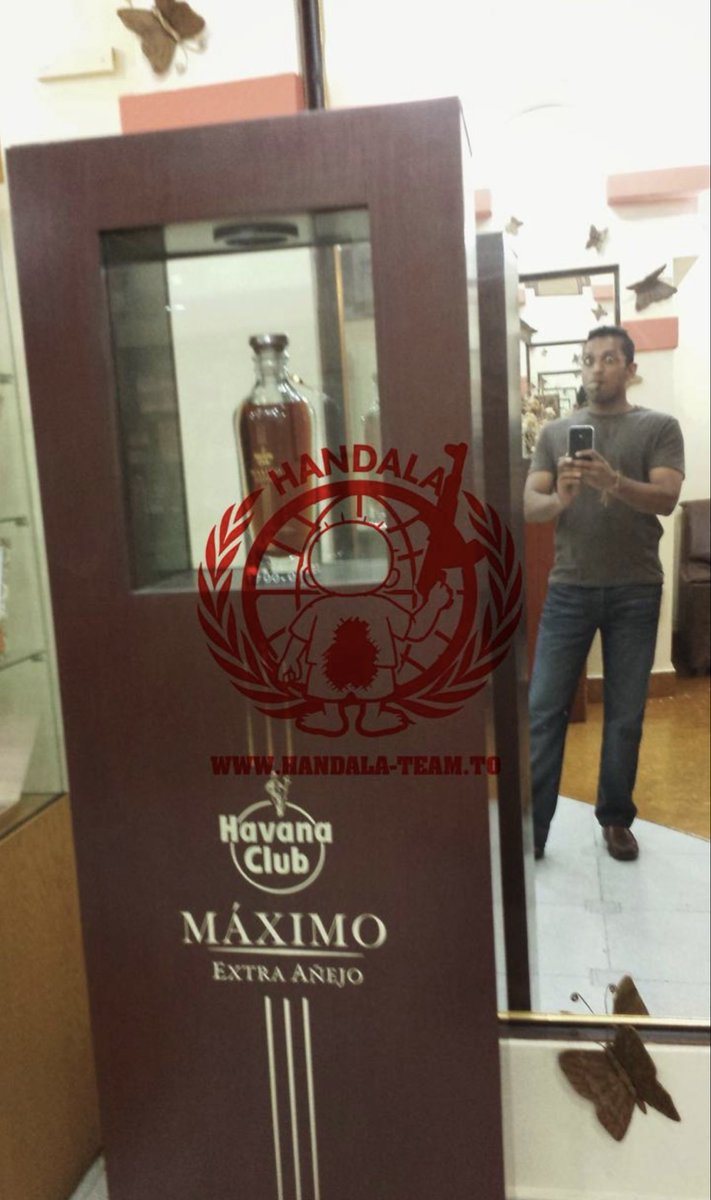 HANDALA
WWW.HANDALA-TEAM.TO
Havana
Club
MÁXIMO
EXTRA AÑEJO